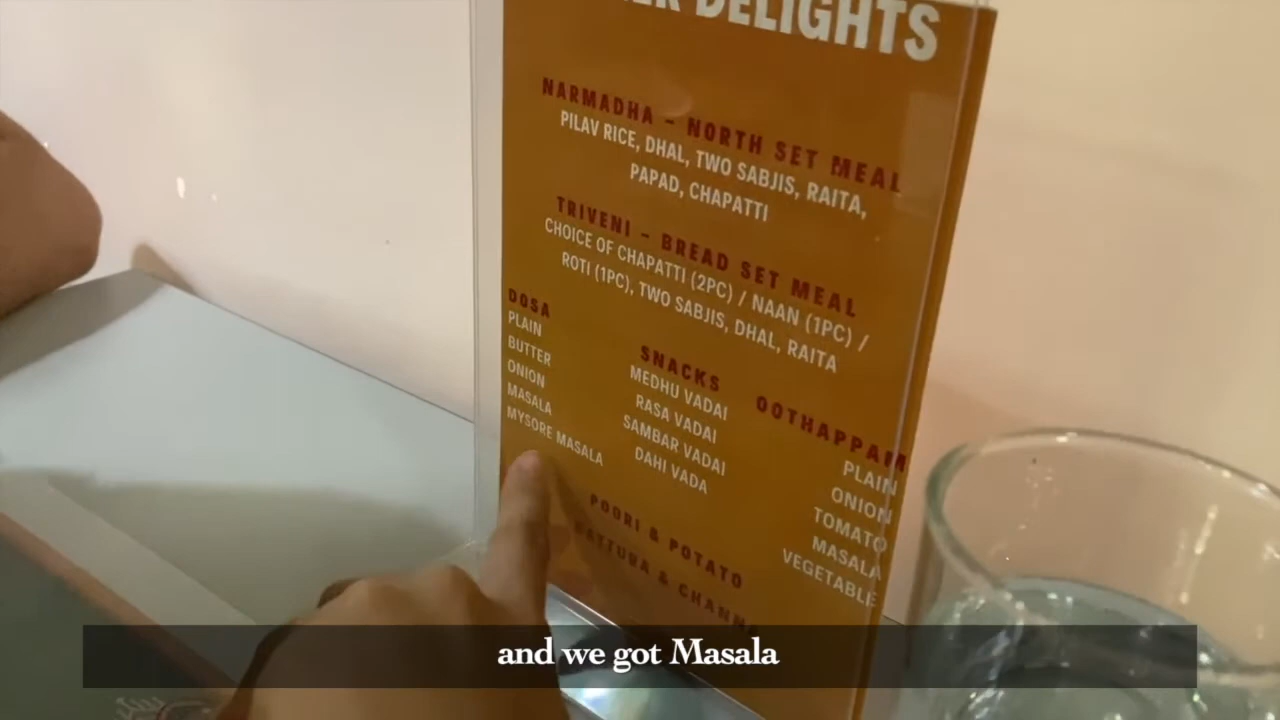 DELIGHTS
NARMADHA - NORTH SET MEAL
PILAV RICE, DHAL, TWO SABJIS, RAITA,
PAPAD, CHAPATTI
TRIVENI - BREAD SET MEAL
CHOICE OF CHAPATTI (2PC) / NAAN (1PC) /
ROTI (1PC), TWO SABJIS, DHAL, RAITA
DOSA
PLAIN
BUTTER
ONION
MASALA
MYSORE MASALA
SNACKS
MEDHU VADAI
RASA VADAI
SAMBAR VADAI
DAHI VADA
OOTHAPPAM
PLAIN
ONION
TOMATO
MASALA
VEGETABLE
POORI & POTATO
and we got Masala